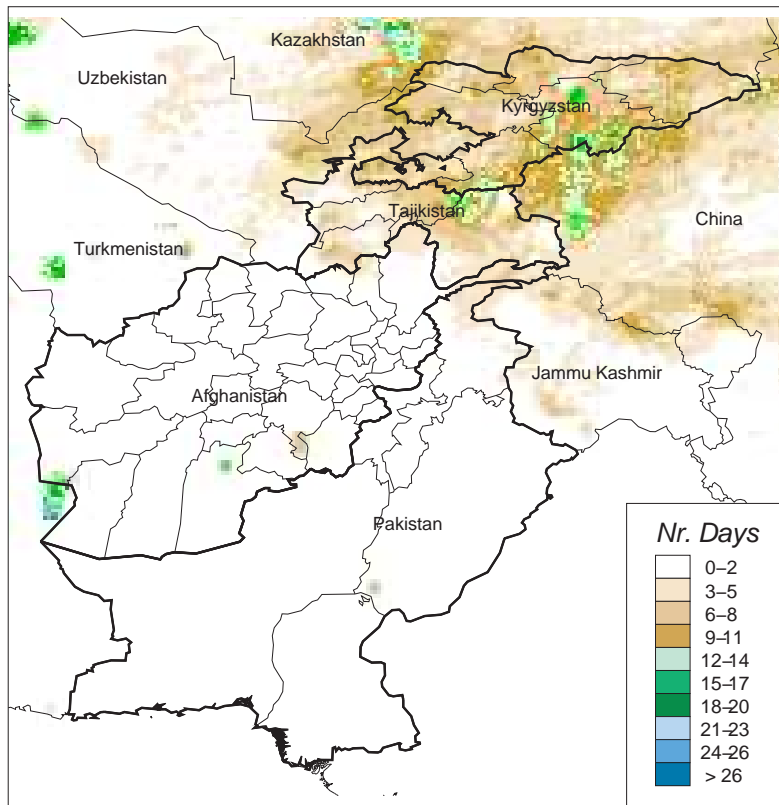 Kazakhstan
Uzbekistan
Kyrgyzstan
Tajikistan
China
Turkmenistan
Jammu Kashmir
Afghanistan
Pakistan
Nr. Days
0–2
3–5
6–8
9–11
12–14
15–17
18–20
21–23
24–26
> 26